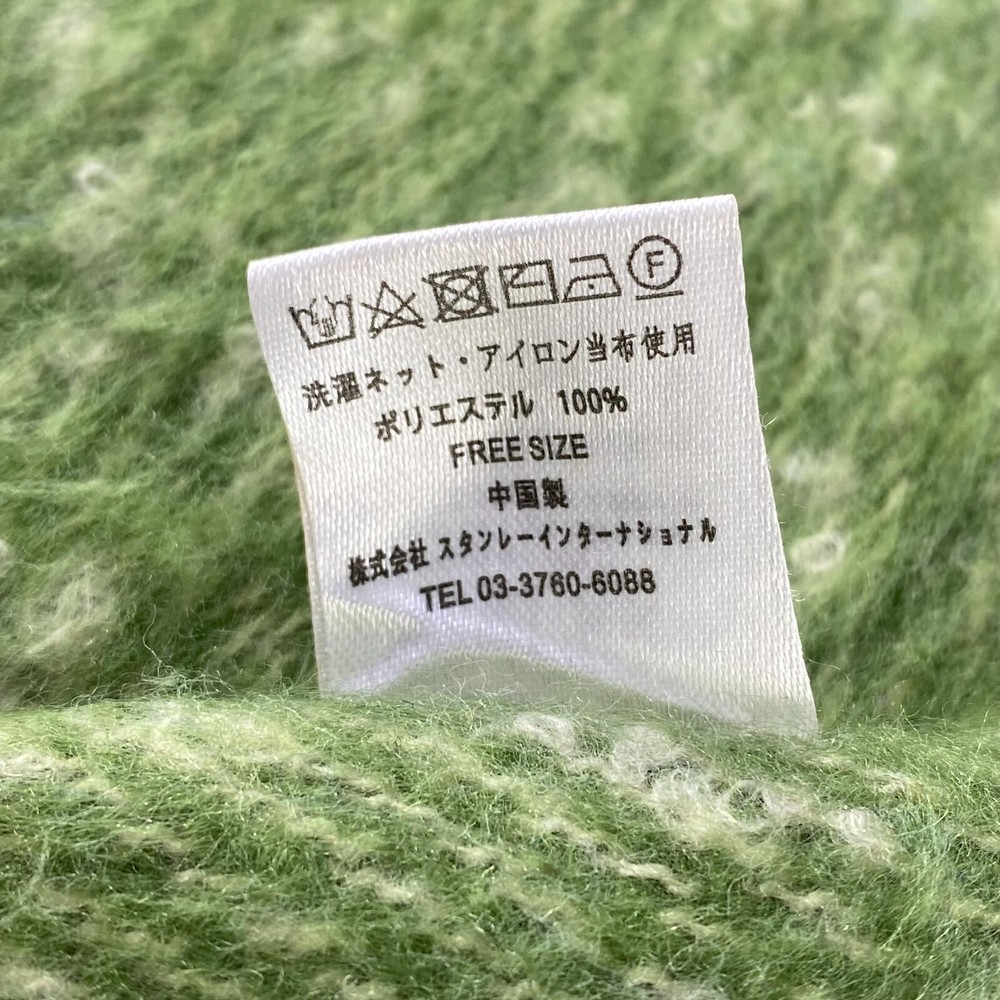 F
洗濯ネット・アイロン当布使用
ポリエステル 100%
FREE SIZE
中国製
株式会社 スタンレーインターナショナル
TEL 03-3760-6088